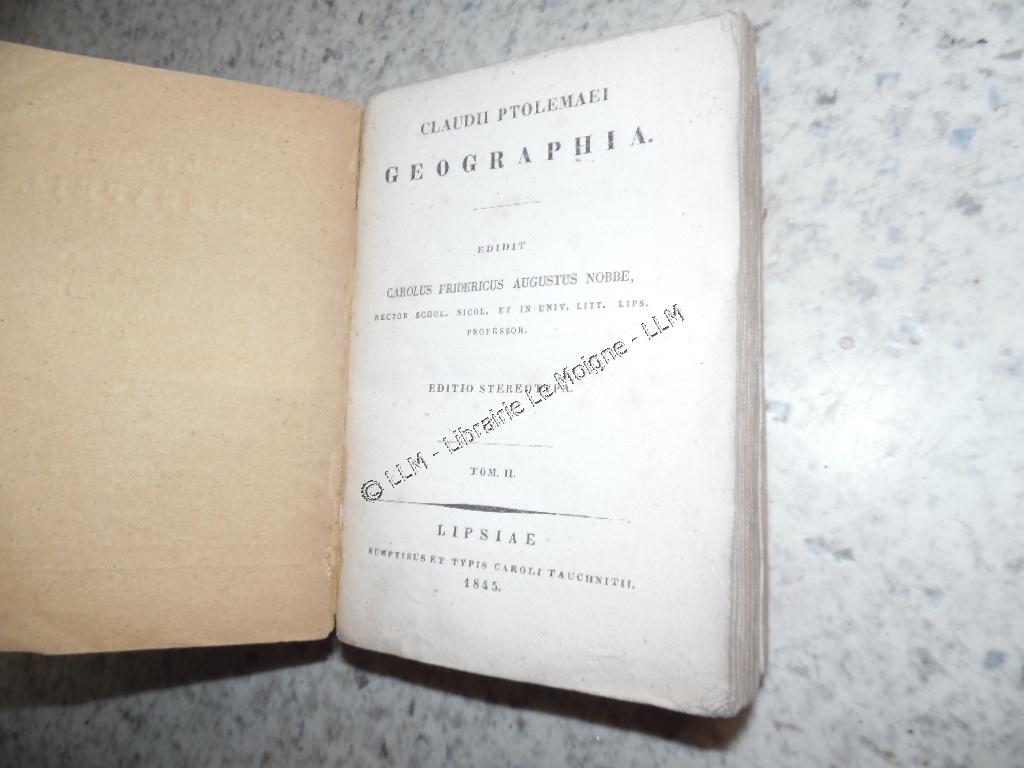 CLAUDII PTOLEMAEI
GEOGRAPHIA.
EDIDIT
CAROLUS FRIDERICUS AUGUSTUS NOBBE,
RECTOR SCHOL. NICOL. ET IN UNIV. LITT. LIPS.
PROFESSOR.
EDITIO STEREOTYPA.
© LLM - Librairie Le Moigne - LLM
TOM. II.
LIPSIAE
SUMPTIBUS ET TYPIS CAROLI TAUCHNITII.
1845.